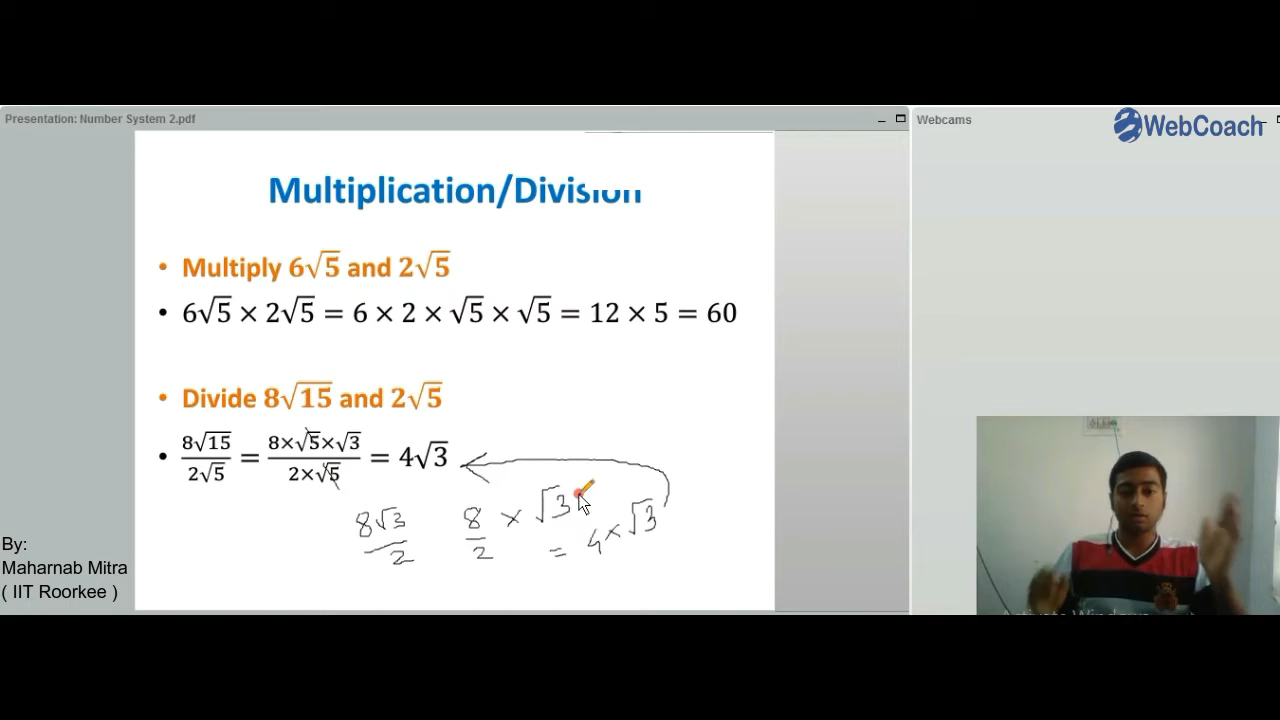 Presentation: Number System 2.pdf
Webcams
WebCoach
Multiplication/Division
• Multiply 6√5 and 2√5
• 6√5 × 2√5 = 6 × 2 × √5 × √5 = 12 × 5 = 60
• Divide 8√15 and 2√5
• 8√15/2√5 = 8×√5×√3/2×√5 = 4√3
8√3/2 8/2 × √3
= 4 × √3
By:
Maharnab Mitra
( IIT Roorkee )
Activate Windows